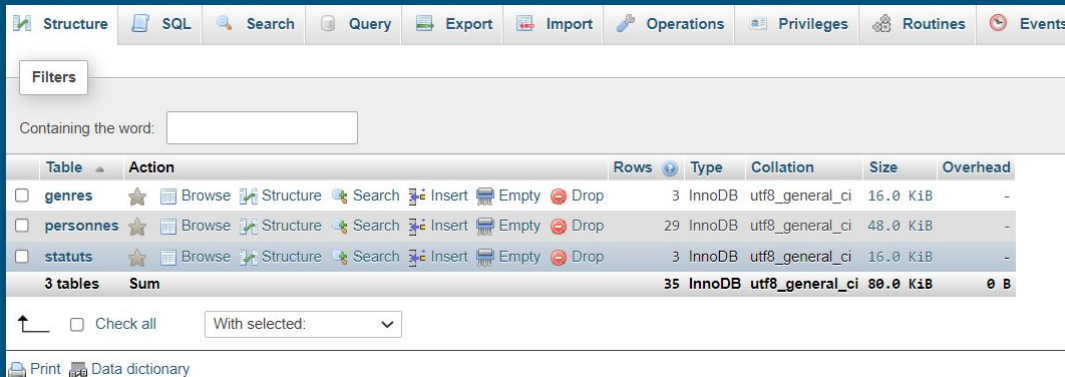 Structure SQL Search Query Export Import Operations Privileges Routines Events
Filters
Containing the word:
Table Action Rows Type Collation Size Overhead
genres Browse Structure Search Insert Empty Drop 3 InnoDB utf8_general_ci 16.0 KiB -
personnes Browse Structure Search Insert Empty Drop 29 InnoDB utf8_general_ci 48.0 KiB -
statuts Browse Structure Search Insert Empty Drop 3 InnoDB utf8_general_ci 16.0 KiB -
3 tables Sum 35 InnoDB utf8_general_ci 80.0 KiB 0 B
Check all With selected:
Print Data dictionary